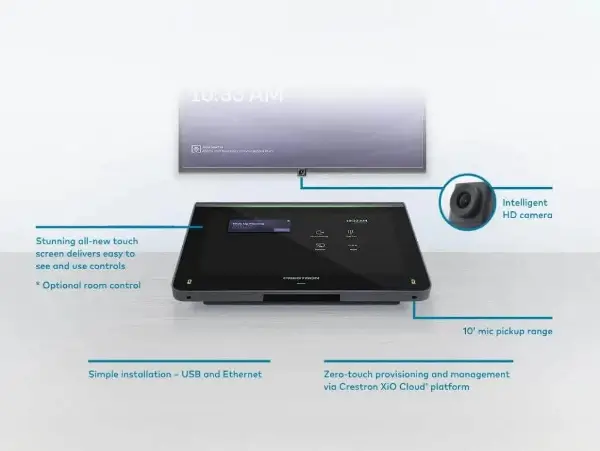 10:33 AM
Intelligent
HD camera
Stunning all-new touch
screen delivers easy to
see and use controls
* Optional room control
CRESTRON
10' mic pickup range
Simple installation – USB and Ethernet
Zero-touch provisioning and management
via Crestron XiO Cloud® platform